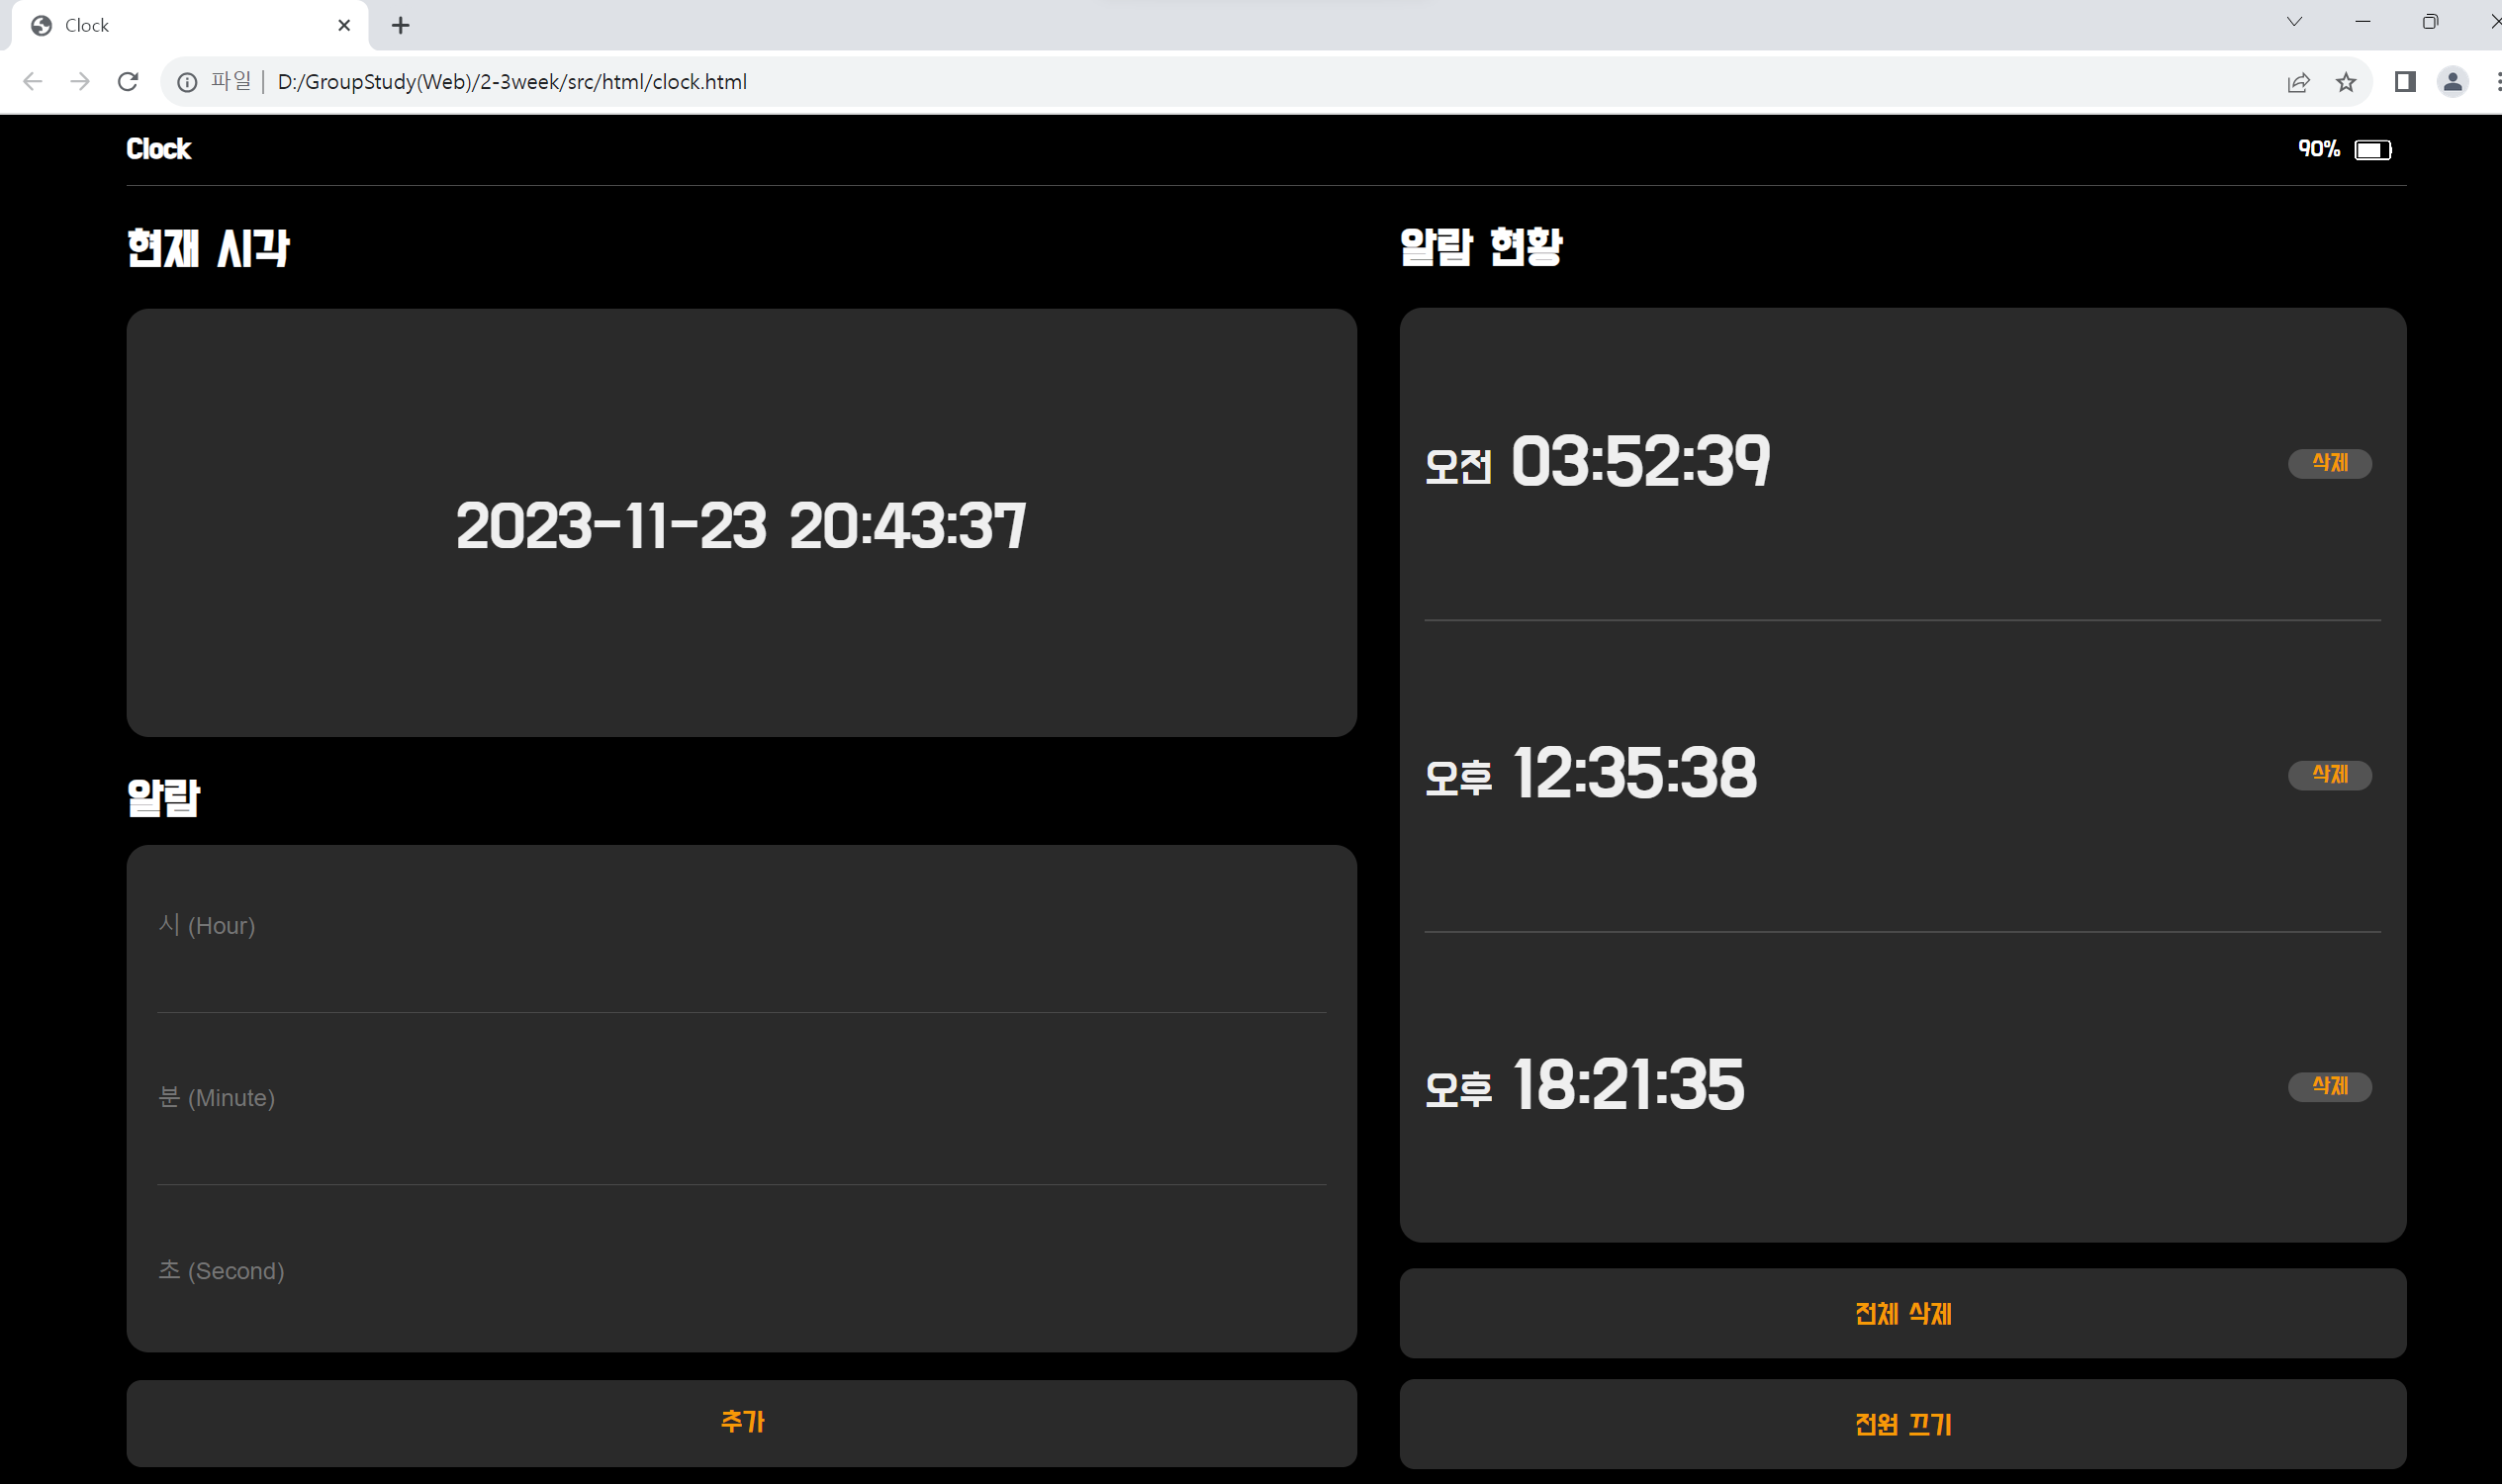 Clock
파일 D:/GroupStudy(Web)/2-3week/src/html/clock.html
Clock
90%
현재 시각
2023-11-23 20:43:37
알람
시 (Hour)
분 (Minute)
초 (Second)
추가
알람 현황
오전 03:52:39
삭제
오후 12:35:38
삭제
오후 18:21:35
삭제
전체 삭제
전원 끄기